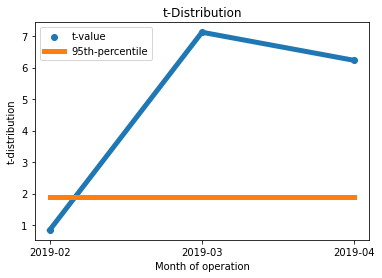 t-Distribution
t-value
95th-percentile
7
6
5
4
3
2
1
t-distribution
2019-02 2019-03 2019-04
Month of operation